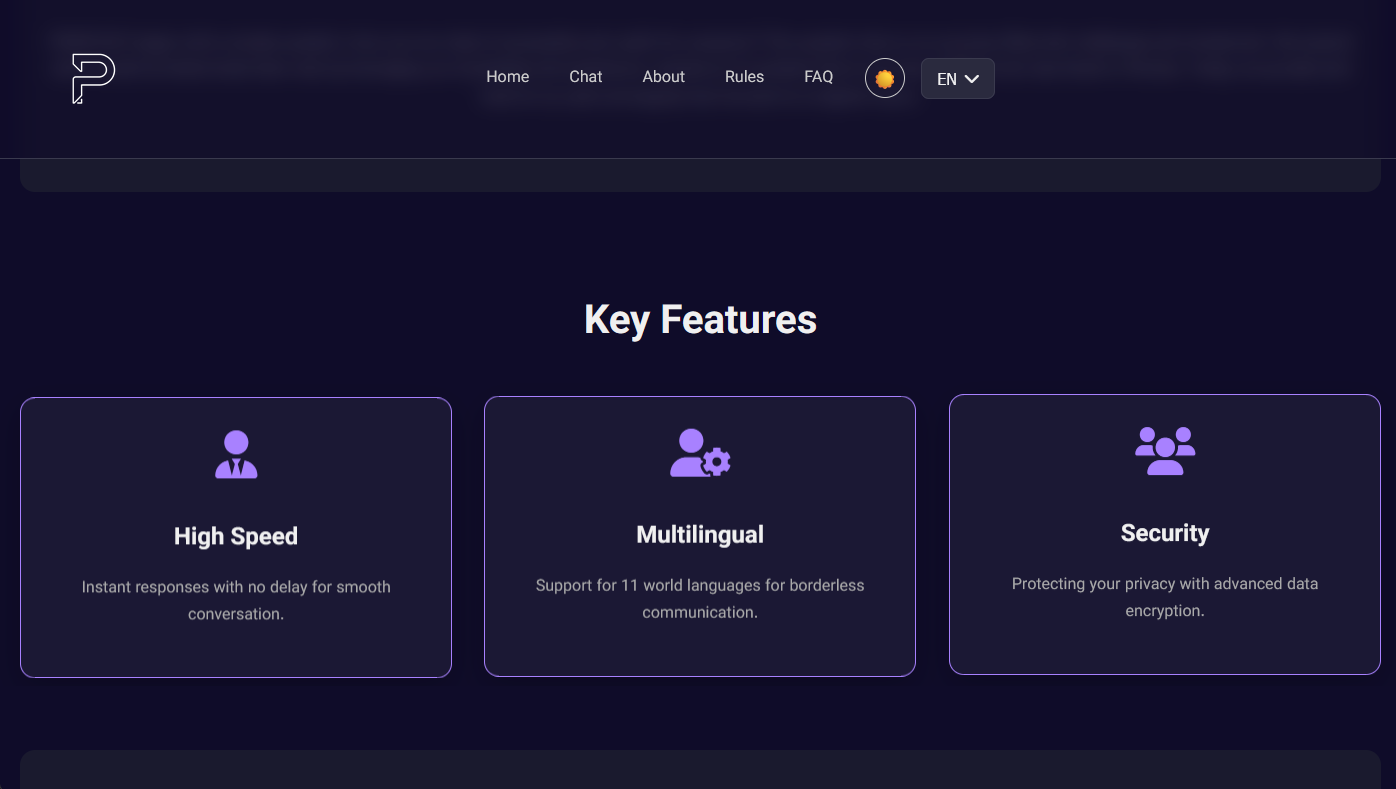 Home
Chat
About
Rules
FAQ
EN
Key Features
High Speed
Instant responses with no delay for smooth
conversation.
Multilingual
Support for 11 world languages for borderless
communication.
Security
Protecting your privacy with advanced data
encryption.